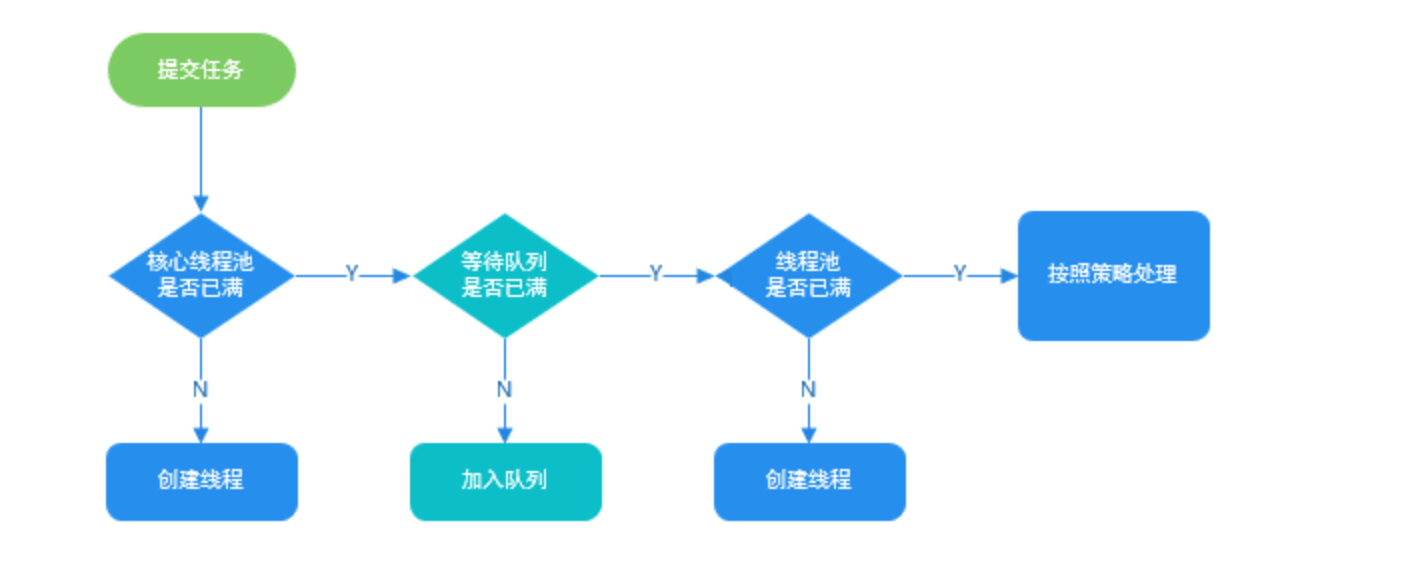 提交任务
核心线程池
是否已满
Y
等待队列
是否已满
Y
线程池
是否已满
Y
按照策略处理
N
N
N
创建线程
加入队列
创建线程